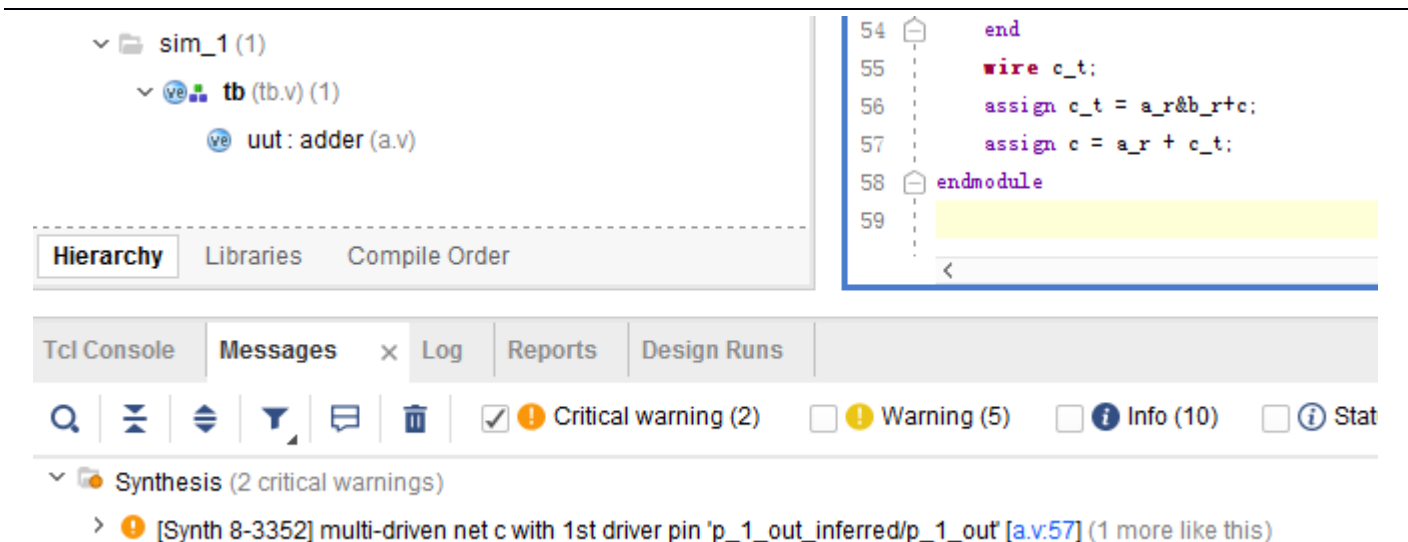 sim_1 (1)
tb (tb.v) (1)
uut : adder (a.v)
Hierarchy Libraries Compile Order
54 end
55 wire c_t;
56 assign c_t = a_r&b_r+c;
57 assign c = a_r + c_t;
58 endmodule
59
Tcl Console Messages × Log Reports Design Runs
Critical warning (2) Warning (5) Info (10) Stat
Synthesis (2 critical warnings)
[Synth 8-3352] multi-driven net c with 1st driver pin 'p_1_out_inferred/p_1_out' [a.v:57] (1 more like this)